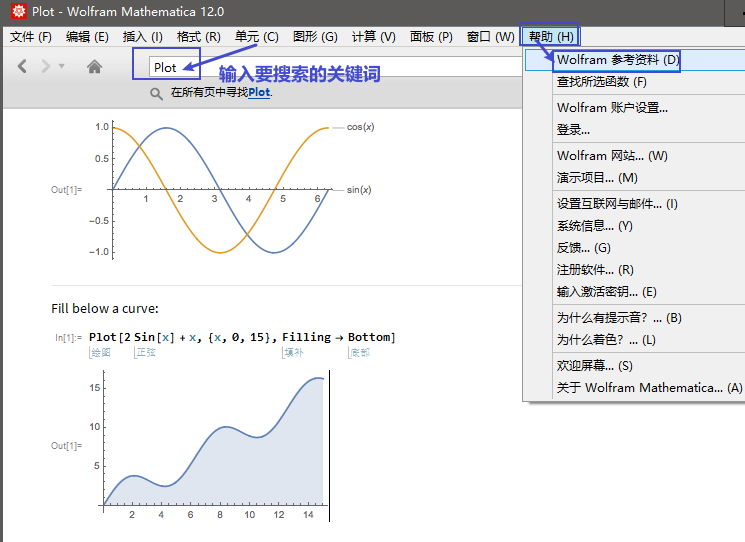 Plot - Wolfram Mathematica 12.0
文件 (F) 编辑 (E) 插入 (I) 格式 (R) 单元 (C) 图形 (G) 计算 (V) 面板 (P) 窗口 (W) 帮助 (H)
Plot
输入要搜索的关键词
在所有页中寻找Plot.
Wolfram 参考资料 (D)
查找所选函数 (F)
Wolfram 账户设置...
登录...
Wolfram 网站... (W)
演示项目... (M)
设置互联网与邮件... (I)
系统信息... (Y)
反馈... (G)
注册软件... (R)
输入激活密钥... (E)
为什么有提示音? ... (B)
为什么着色? ... (L)
欢迎屏幕... (S)
关于 Wolfram Mathematica... (A)
1.0
cos(x)
0.5
Out[1]=
1 2 3 4 5 6
sin(x)
-0.5
-1.0
Fill below a curve:
In[1]:= Plot[2 Sin[x] + x, {x, 0, 15}, Filling → Bottom]
绘图 正弦 填补 底部
15
10
Out[1]=
5
2 4 6 8 10 12 14